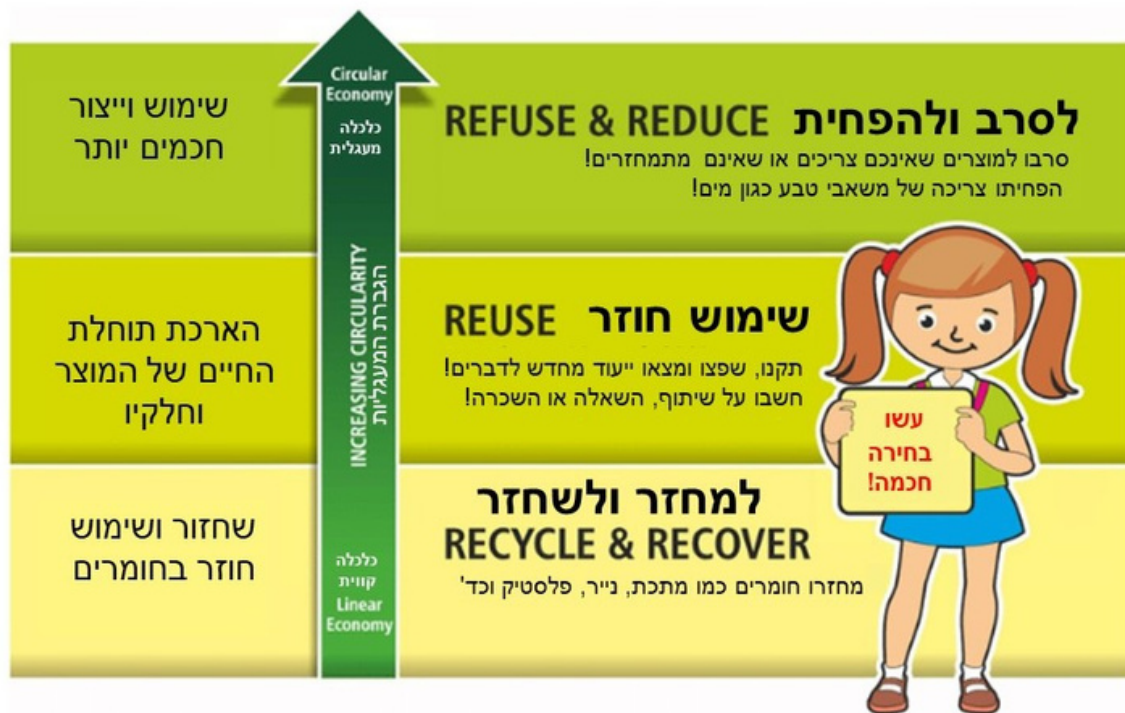 שימוש וייצור
חכמים יותר
Circular
Economy
כלכלה
מעגלית
REFUSE & REDUCE לסרב ולהפחית
סרבו למוצרים שאינכם צריכים או שאינם מתמחזרים!
הפחיתו צריכה של משאבי טבע כגון מים!
הארכת תוחלת
החיים של המוצר
וחלקיו
INCREASING CIRCULARITY
הגברת המעגליות
REUSE שימוש חוזר
תקנו, שפצו ומצאו ייעוד מחדש לדברים!
חשבו על שיתוף, השאלה או השכרה!
עשו
בחירה
חכמה!
שחזור ושימוש
חוזר בחומרים
כלכלה
קווית
Linear
Economy
למחזר ולשחזר
RECYCLE & RECOVER
מחזרו חומרים כמו מתכת, נייר, פלסטיק וכד'